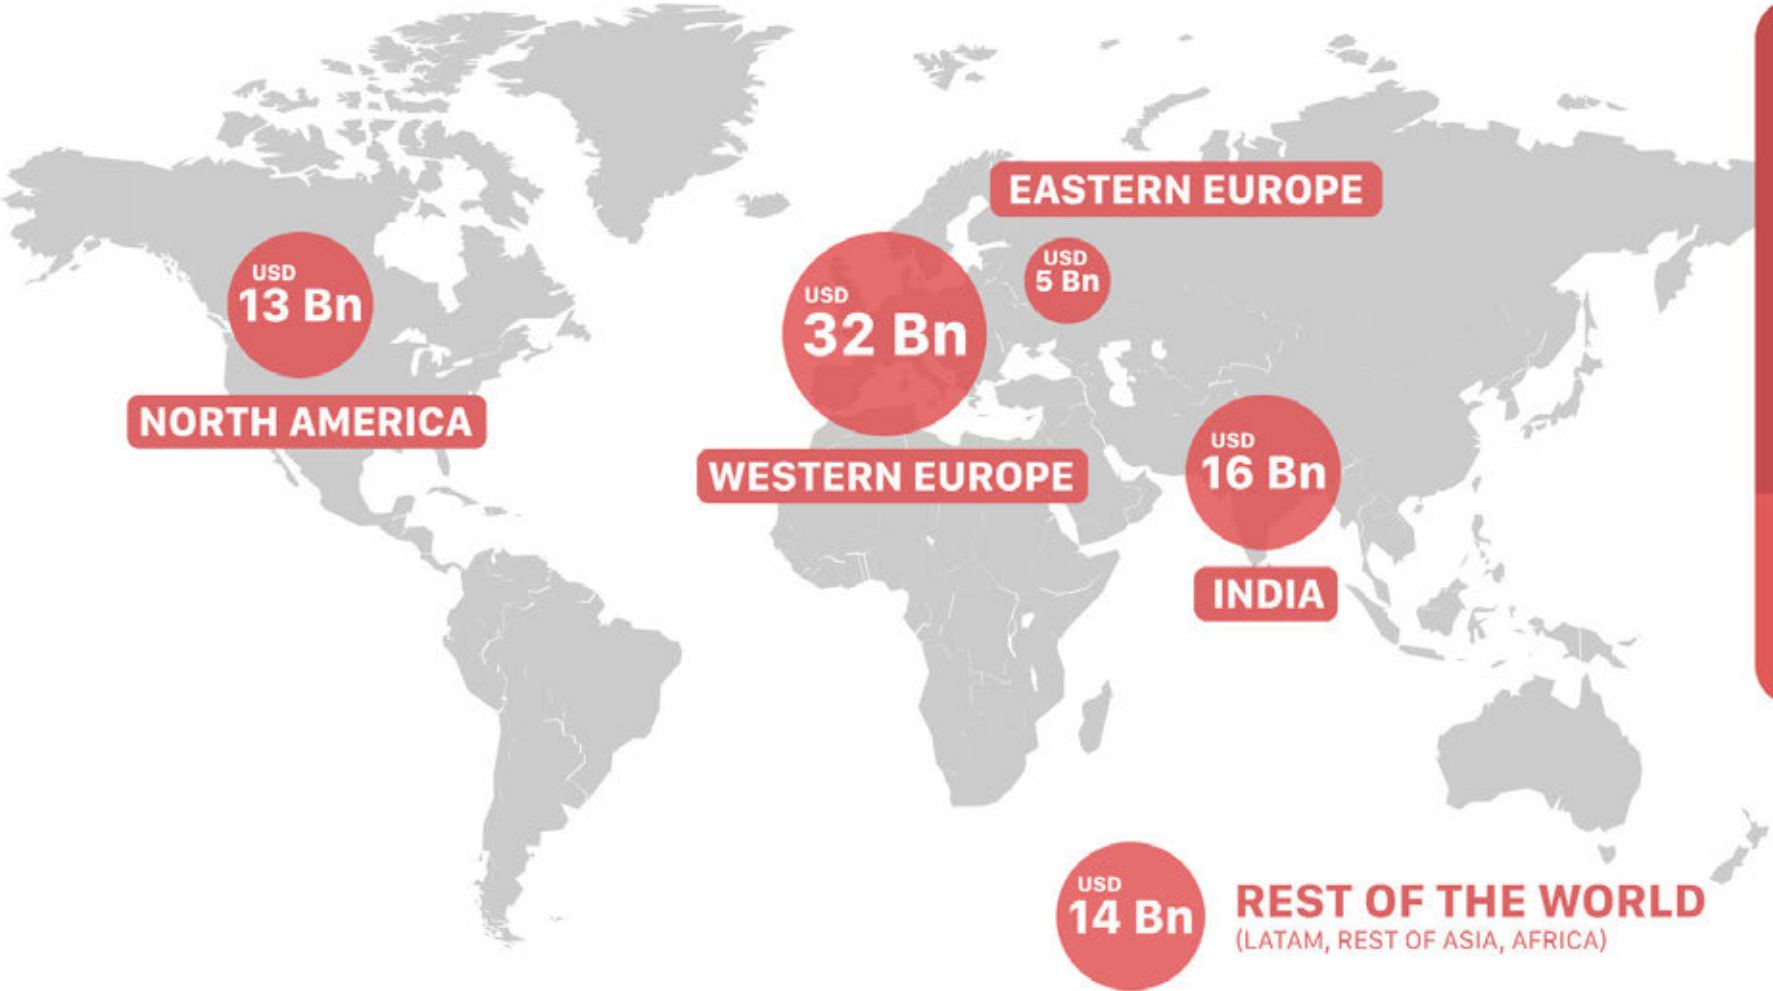 EASTERN EUROPE
USD
5 Bn
USD
13 Bn
NORTH AMERICA
USD
32 Bn
WESTERN EUROPE
USD
16 Bn
INDIA
USD
14 Bn
REST OF THE WORLD
(LATAM, REST OF ASIA, AFRICA)